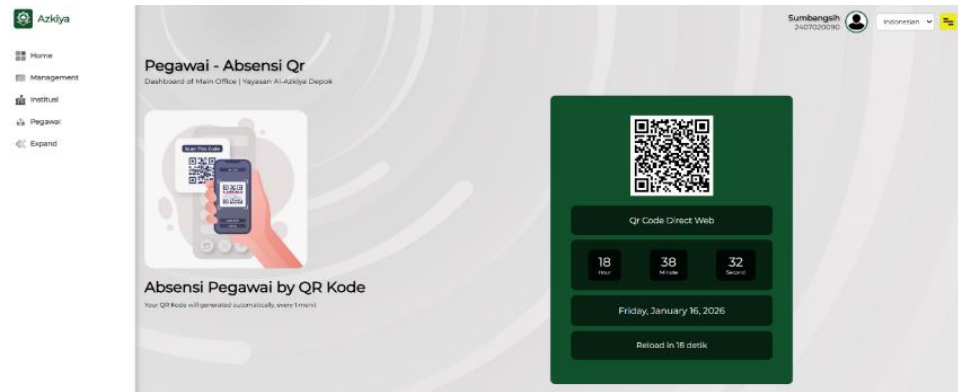 Azkiya
Sumbangsih
2407020090
Indonesian
Home
Management
Institusi
Pegawai
Expand
Pegawai - Absensi Qr
Dashboard of Main Office | Yayasan Al-Azkiya Depok
Scan This Code
Absensi Pegawai by QR Kode
Your QR Kode will generated automatically, every 1 menit
Qr Code Direct Web
18 38 32
Hour Minute Second
Friday, January 16, 2026
Reload in 18 detik